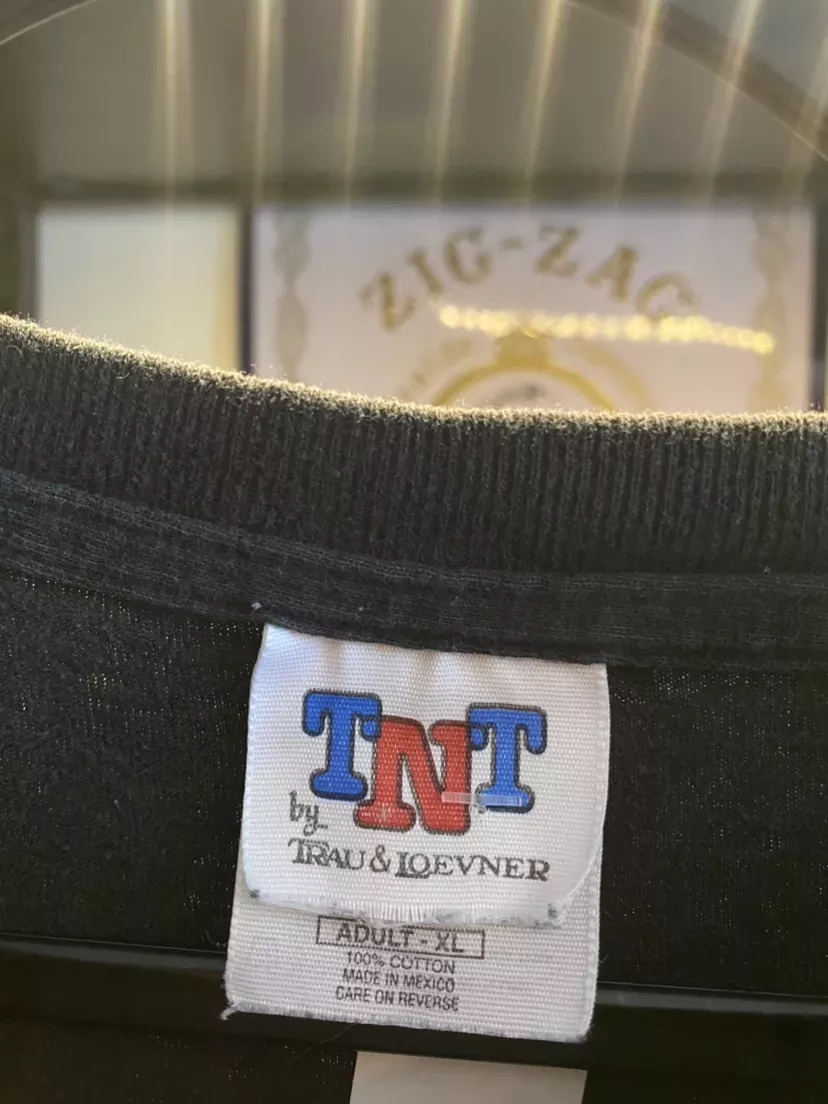 ZIG-ZAG
TNT
by
TRAU & LOEVNER
ADULT - XL
100% COTTON
MADE IN MEXICO
CARE ON REVERSE